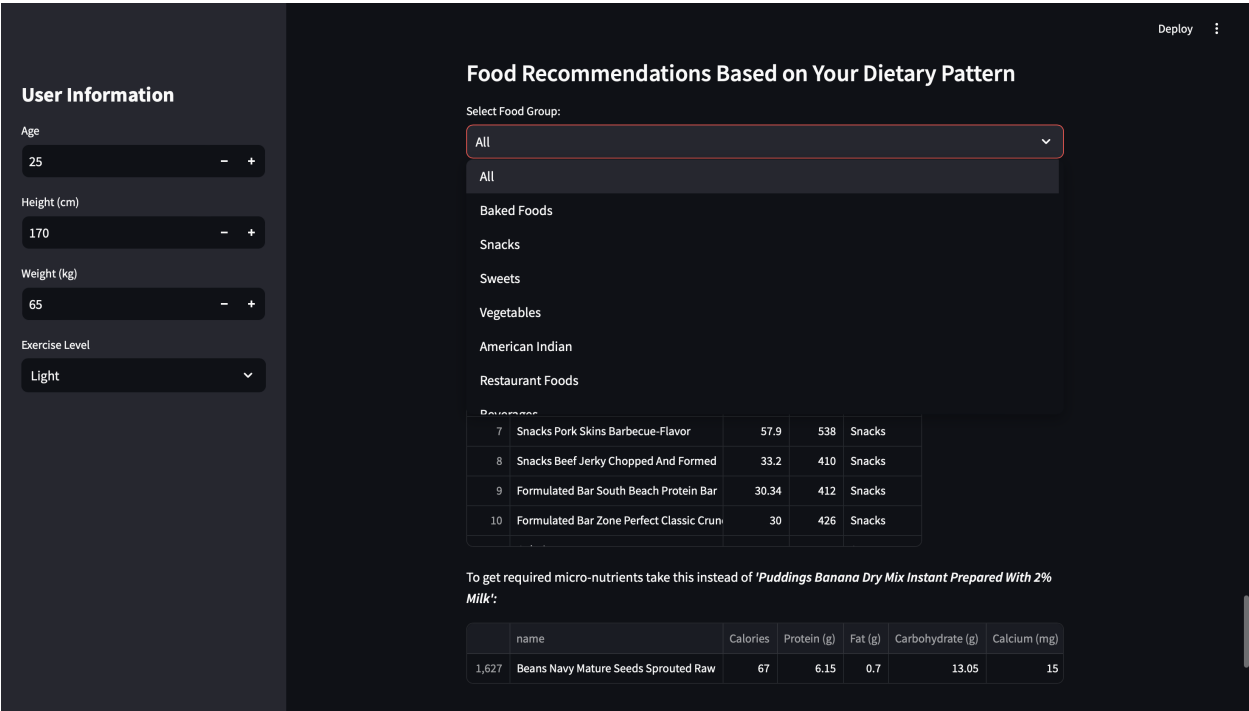 Deploy
User Information
Age
25
Height (cm)
170
Weight (kg)
65
Exercise Level
Light
Food Recommendations Based on Your Dietary Pattern
Select Food Group:
All
All
Baked Foods
Snacks
Sweets
Vegetables
American Indian
Restaurant Foods
Beverages
7 Snacks Pork Skins Barbecue-Flavor 57.9 538 Snacks
8 Snacks Beef Jerky Chopped And Formed 33.2 410 Snacks
9 Formulated Bar South Beach Protein Bar 30.34 412 Snacks
10 Formulated Bar Zone Perfect Classic Crun 30 426 Snacks
To get required micro-nutrients take this instead of 'Puddings Banana Dry Mix Instant Prepared With 2%
Milk':
name Calories Protein (g) Fat (g) Carbohydrate (g) Calcium (mg)
1,627 Beans Navy Mature Seeds Sprouted Raw 67 6.15 0.7 13.05 15